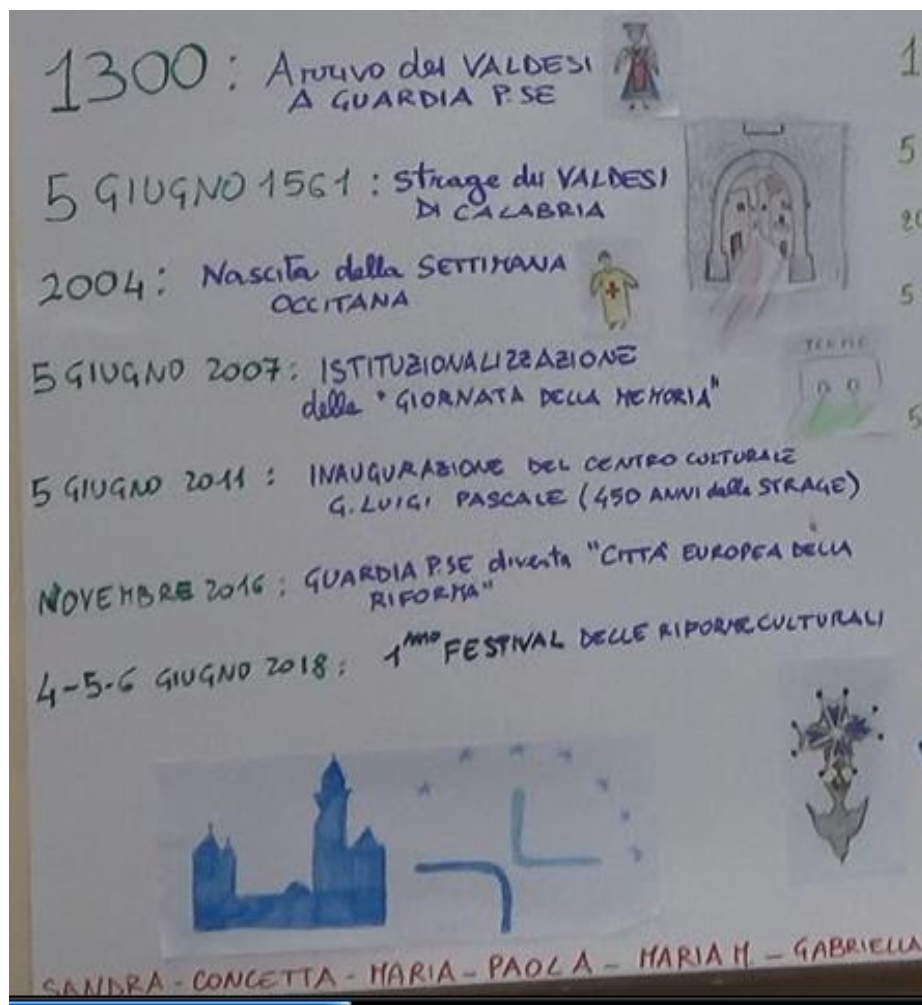 1300: Arrivo dei VALDESI
A GUARDIA P.SE
5 GIUGNO 1561: Strage dei VALDESI
DI CALABRIA
2004: Nascita della SETTIMANA
OCCITANA
5 GIUGNO 2007: ISTITUZIONALIZZAZIONE
della "GIORNATA DELLA MEMORIA"
5 GIUGNO 2011: INAUGURAZIONE DEL CENTRO CULTURALE
G. LUIGI PASCALE (450 ANNI dalla STRAGE)
NOVEMBRE 2016: GUARDIA P.SE diventa "CITTÀ EUROPEA DELLA
RIFORMA"
4-5-6 GIUGNO 2018: 1mo FESTIVAL DELLE RIFORME CULTURALI
TERME
SANDRA - CONCETTA - MARIA - PAOLA - MARIA M - GABRIELLA